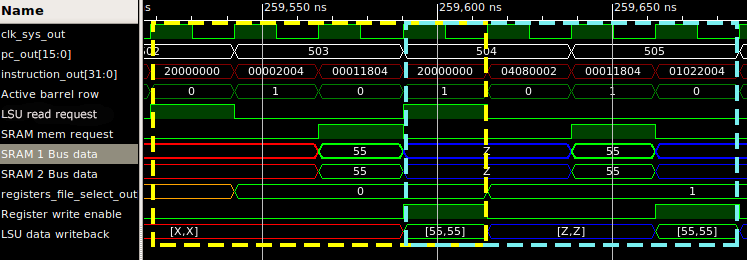 Name
s 259,550 ns 259,600 ns 259,650 ns
clk_sys_out
pc_out[15:0] 502 503 504 505
instruction_out[31:0] 20000000 00002004 00011804 20000000 04080002 00011804 01022004
Active barrel row 0 1 0 1 0 1 0
LSU read request
SRAM mem request
SRAM 1 Bus data 55 Z 55
SRAM 2 Bus data 55 Z 55
registers_file_select_out 0 1
Register write enable
LSU data writeback [X,X] [55,55] [Z,Z] [55,55]